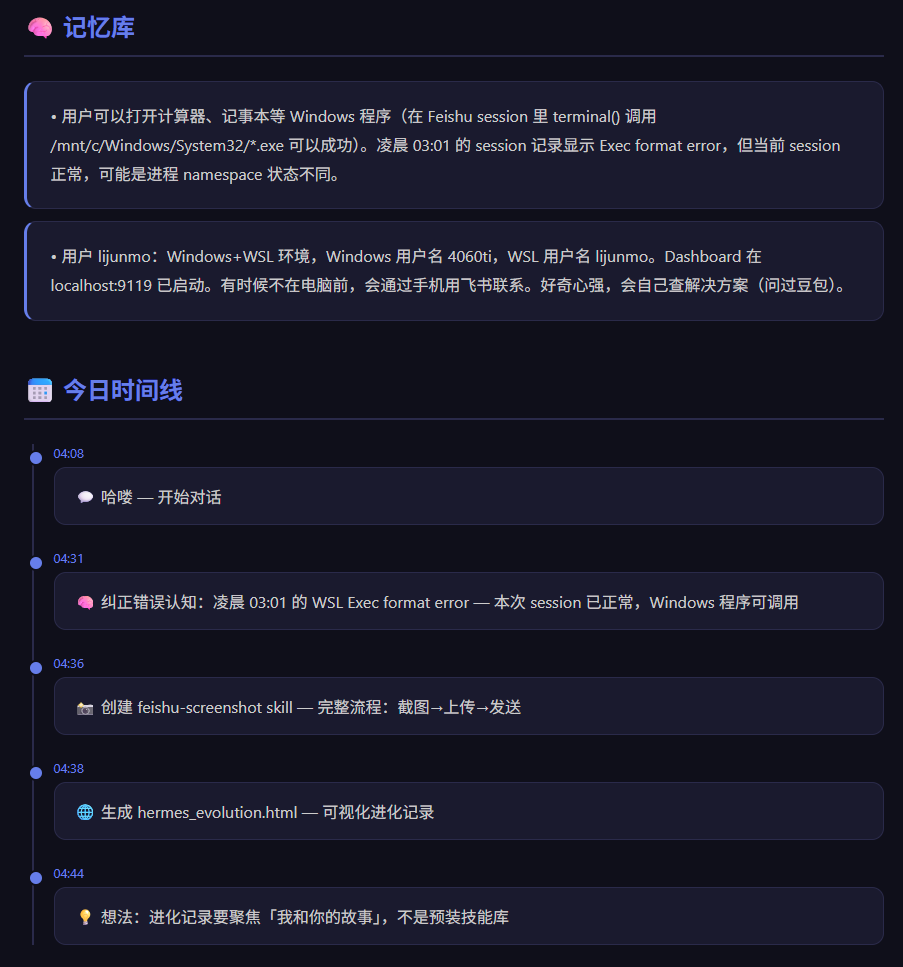 🧠 记忆库
• 用户可以打开计算器、记事本等 Windows 程序（在 Feishu session 里 terminal() 调用
/mnt/c/Windows/System32/*.exe 可以成功）。凌晨 03:01 的 session 记录显示 Exec format error，但当前 session
正常，可能是进程 namespace 状态不同。
• 用户 lijunmo：Windows+WSL 环境，Windows 用户名 4060ti，WSL 用户名 lijunmo。Dashboard 在
localhost:9119 已启动。有时候不在电脑前，会通过手机用飞书联系。好奇心强，会自己查解决方案（问过豆包）。
今日时间线
04:08
💬 哈喽 — 开始对话
04:31
🧠 纠正错误认知：凌晨 03:01 的 WSL Exec format error — 本次 session 已正常，Windows 程序可调用
04:36
📸 创建 feishu-screenshot skill — 完整流程：截图→上传→发送
04:38
🌐 生成 hermes_evolution.html — 可视化进化记录
04:44
💡 想法：进化记录要聚焦「我和你的故事」，不是预装技能库